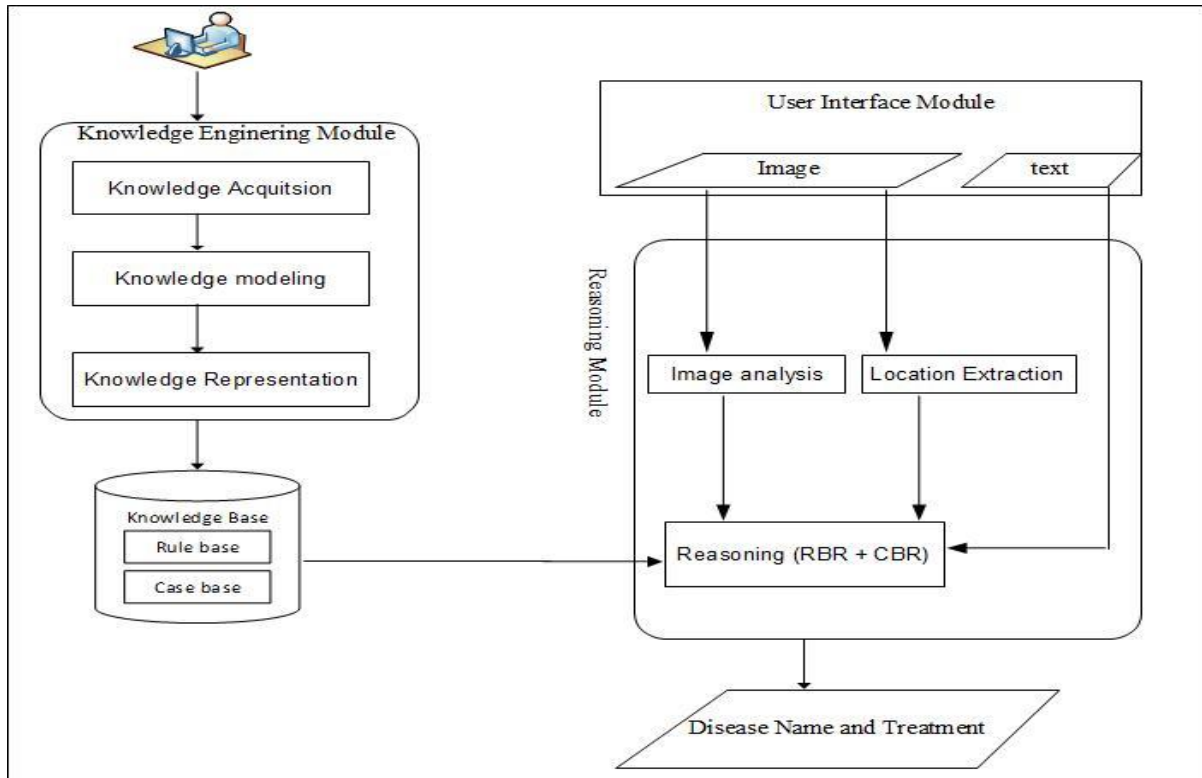 Knowledge Enginering Module
Knowledge Acquitsion
Knowledge modeling
Knowledge Representation
Knowledge Base
Rule base
Case base
User Interface Module
Image
text
Reasoning Module
Image analysis
Location Extraction
Reasoning (RBR + CBR)
Disease Name and Treatment